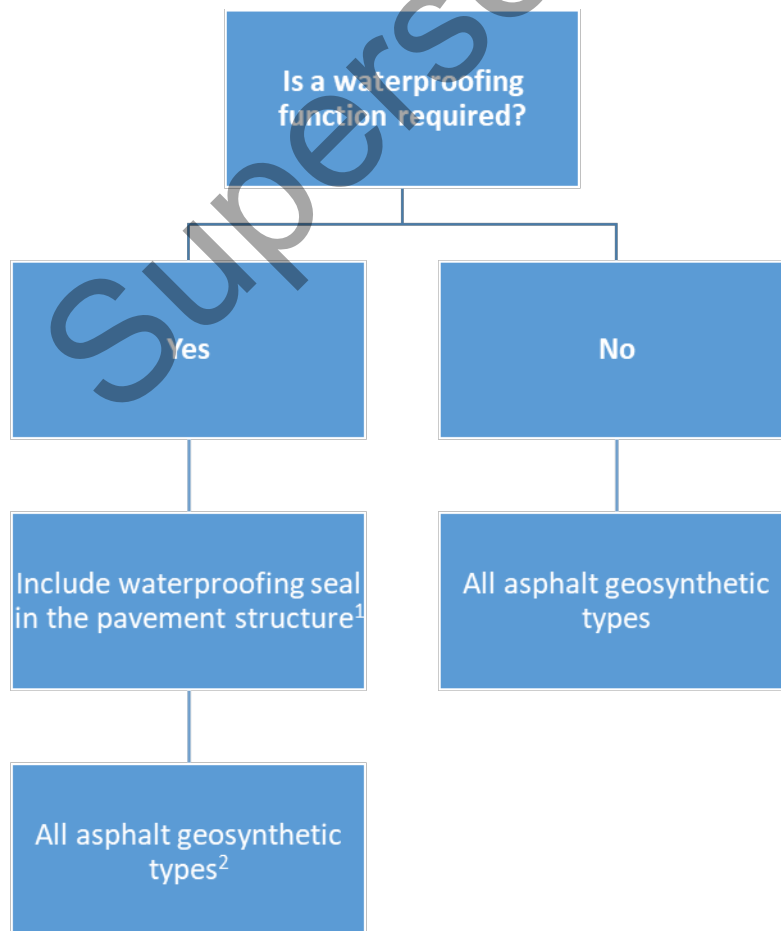 Is a waterproofing
function required?
Yes
No
Include waterproofing seal
in the pavement structure1
All asphalt geosynthetic
types
All asphalt geosynthetic
types2